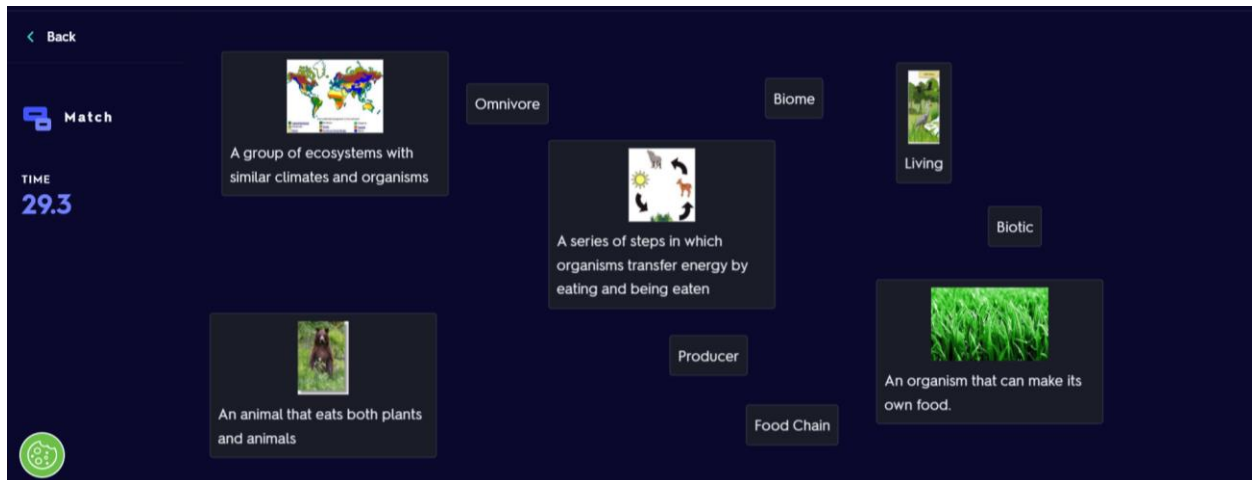 Back
Match
TIME
29.3
A group of ecosystems with
similar climates and organisms
Omnivore
Biome
Living
A series of steps in which
organisms transfer energy by
eating and being eaten
Biotic
An animal that eats both plants
and animals
Producer
An organism that can make its
own food.
Food Chain